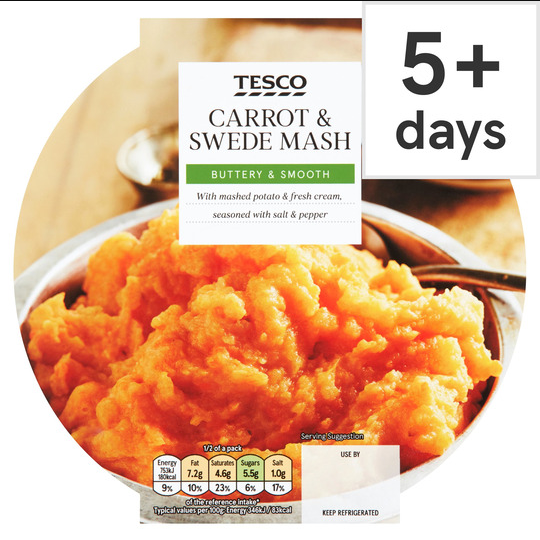 TESCO
CARROT &
SWEDE MASH
BUTTERY & SMOOTH
With mashed potato & fresh cream,
seasoned with salt & pepper
5+
days
Serving Suggestion
1/2 of a pack
Energy
753kJ
180kcal
9%
Fat
7.2g
10%
Saturates
4.6g
23%
Sugars
5.5g
6%
Salt
1.0g
17%
of the reference intake*
Typical values per 100g: Energy 346kJ / 83kcal
USE BY
KEEP REFRIGERATED